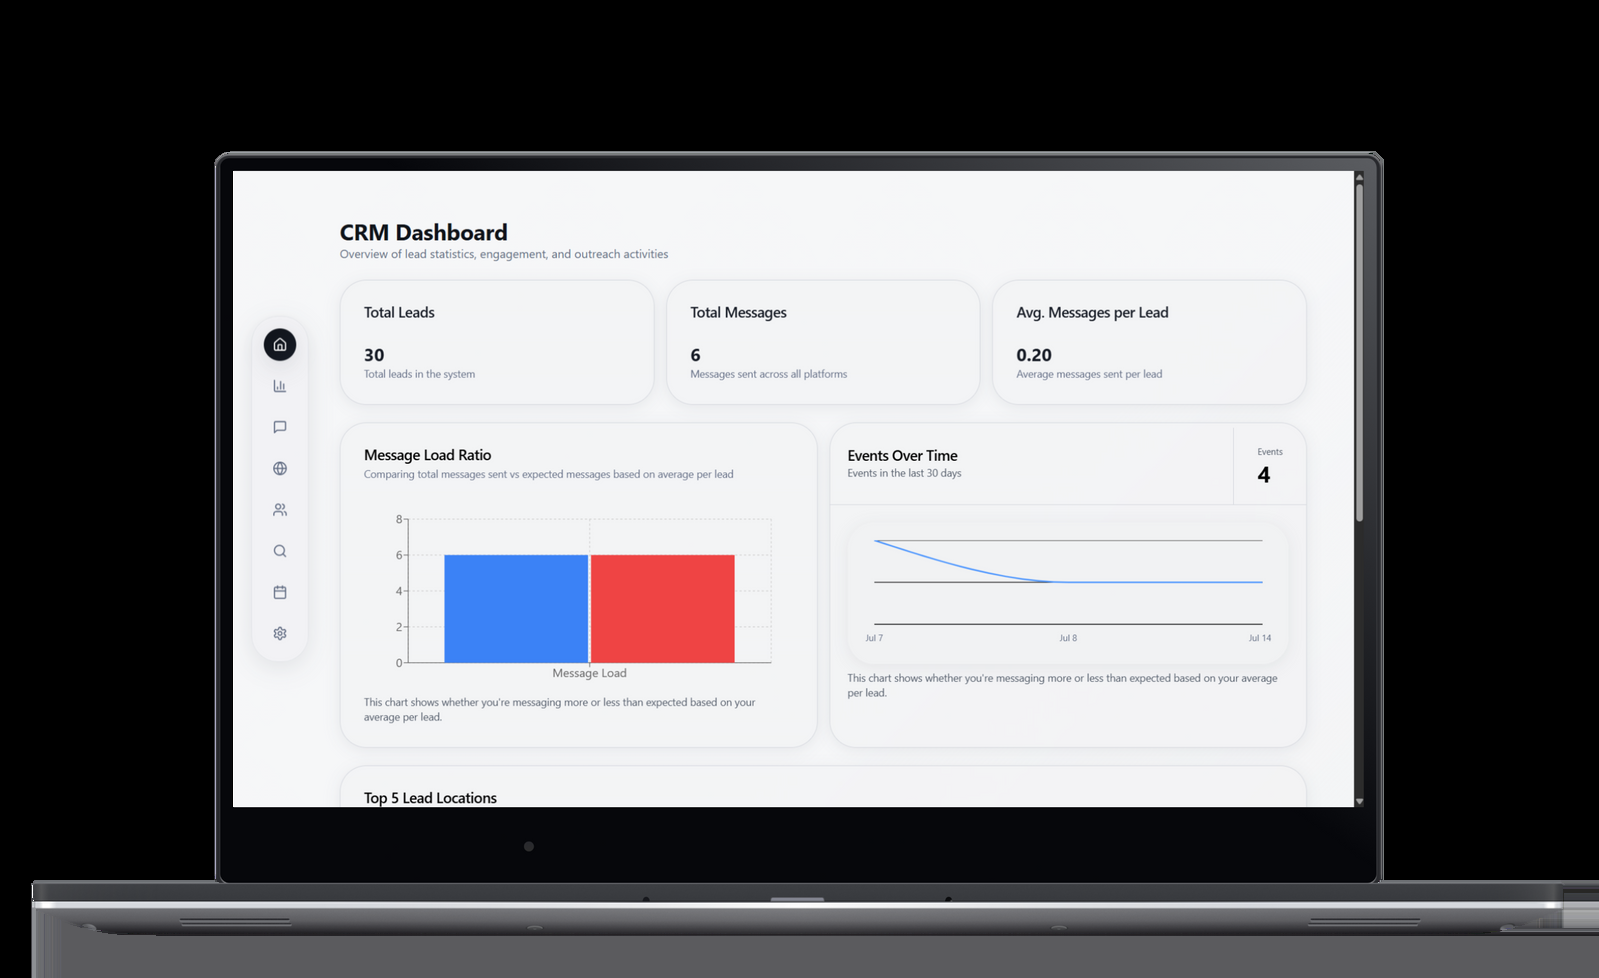 CRM Dashboard
Overview of lead statistics, engagement, and outreach activities
Total Leads
30
Total leads in the system
Total Messages
6
Messages sent across all platforms
Avg. Messages per Lead
0.20
Average messages sent per lead
Message Load Ratio
Comparing total messages sent vs expected messages based on average per lead
8
6
4
2
0
Message Load
This chart shows whether you're messaging more or less than expected based on your
average per lead.
Events Over Time
Events in the last 30 days
Events
4
Jul 7
Jul 8
Jul 14
This chart shows whether you're messaging more or less than expected based on your average
per lead.
Top 5 Lead Locations